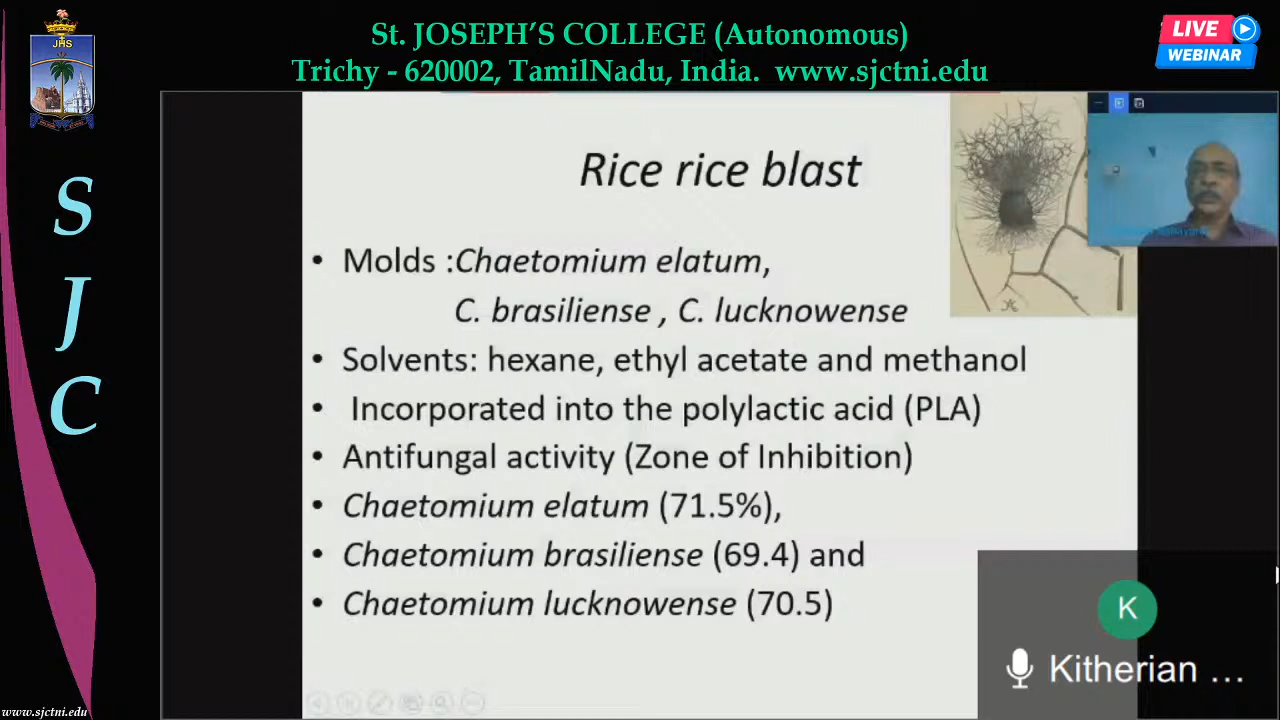 St. JOSEPH'S COLLEGE (Autonomous)
Trichy - 620002, TamilNadu, India. www.sjctni.edu
LIVE
WEBINAR
JHS
S
J
C
Rice rice blast
• Molds :Chaetomium elatum,
C. brasiliense , C. lucknowense
• Solvents: hexane, ethyl acetate and methanol
• Incorporated into the polylactic acid (PLA)
• Antifungal activity (Zone of Inhibition)
• Chaetomium elatum (71.5%),
• Chaetomium brasiliense (69.4) and
• Chaetomium lucknowense (70.5)
K
Kitherian ...
www.sjctni.edu